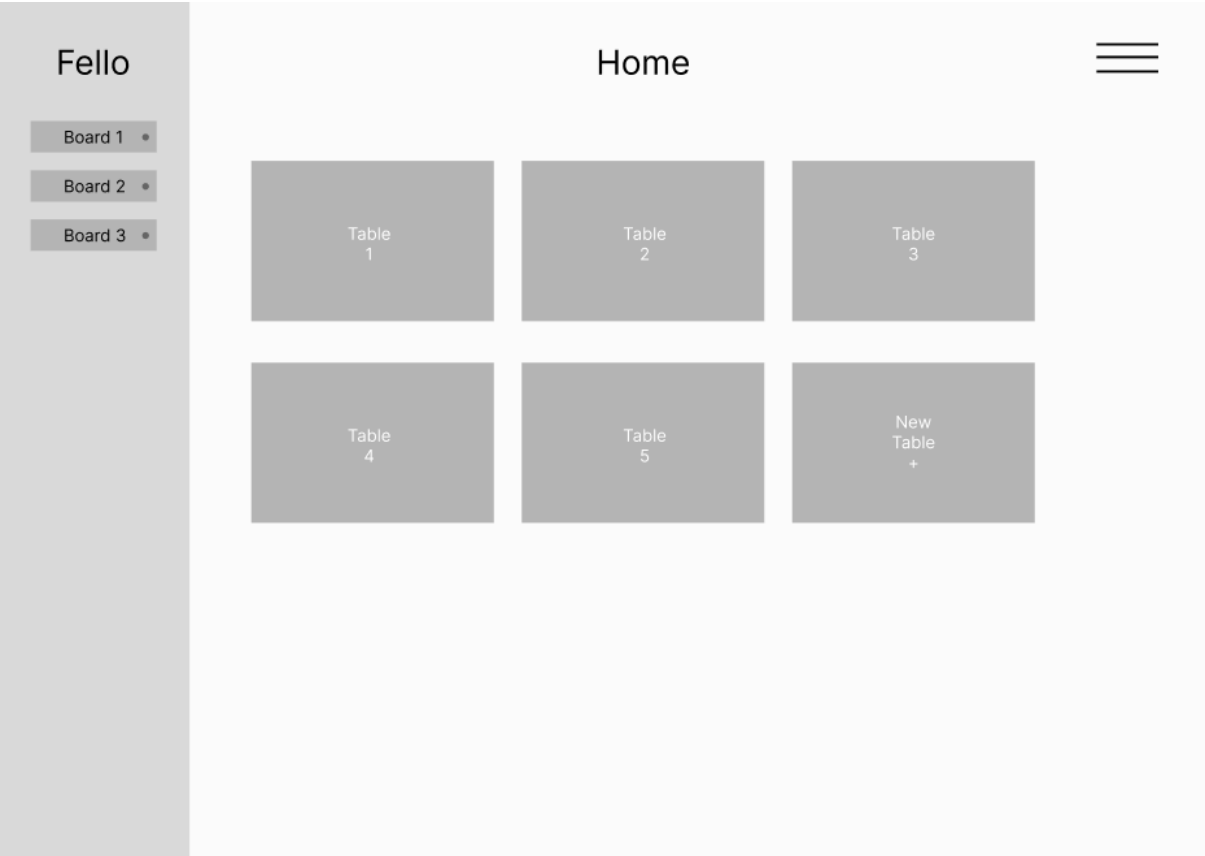 Fello
Home
Board 1
Board 2
Board 3
Table
1
Table
2
Table
3
Table
4
Table
5
New
Table
+